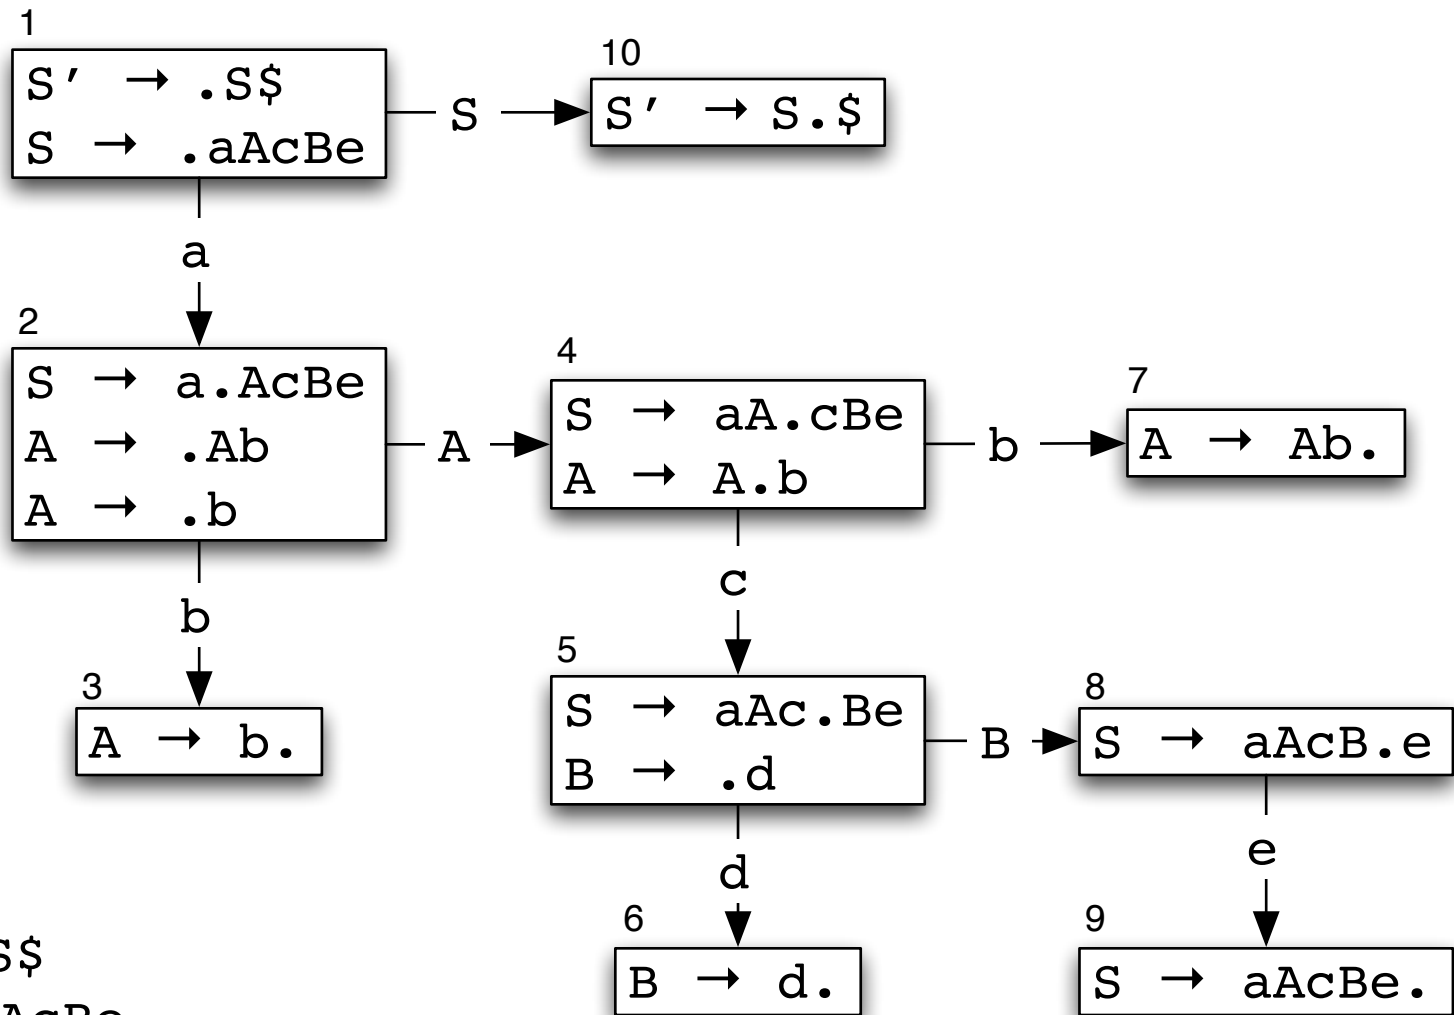 1
S' → .S$
S → .aAcBe
S
10
S' → S.$
a
2
S → a.AcBe
A → .Ab
A → .b
A
4
S → aA.cBe
A → A.b
b
7
A → Ab.
b
c
3
A → b.
5
S → aAc.Be
B → .d
B
8
S → aAcB.e
d
e
6
B → d.
9
S → aAcBe.
S$
AcBe